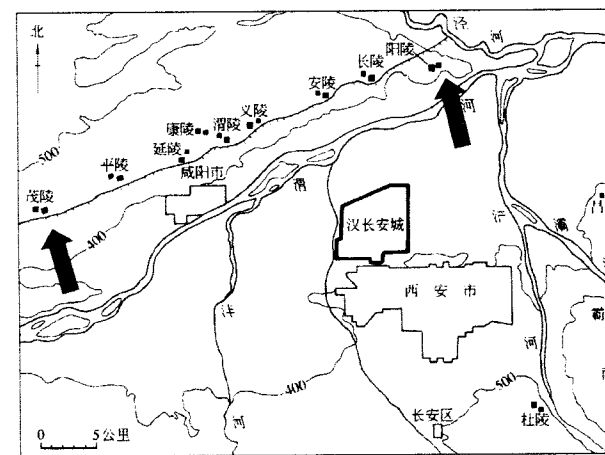 北
泾
河
阳陵
长陵
安陵
河
义陵
渭陵
康陵
延陵
咸阳市
平陵
茂陵
500
400
渭
汉长安城
浐
灞
西安市
河
沣
河
400
500
长安区
杜陵
0 5公里